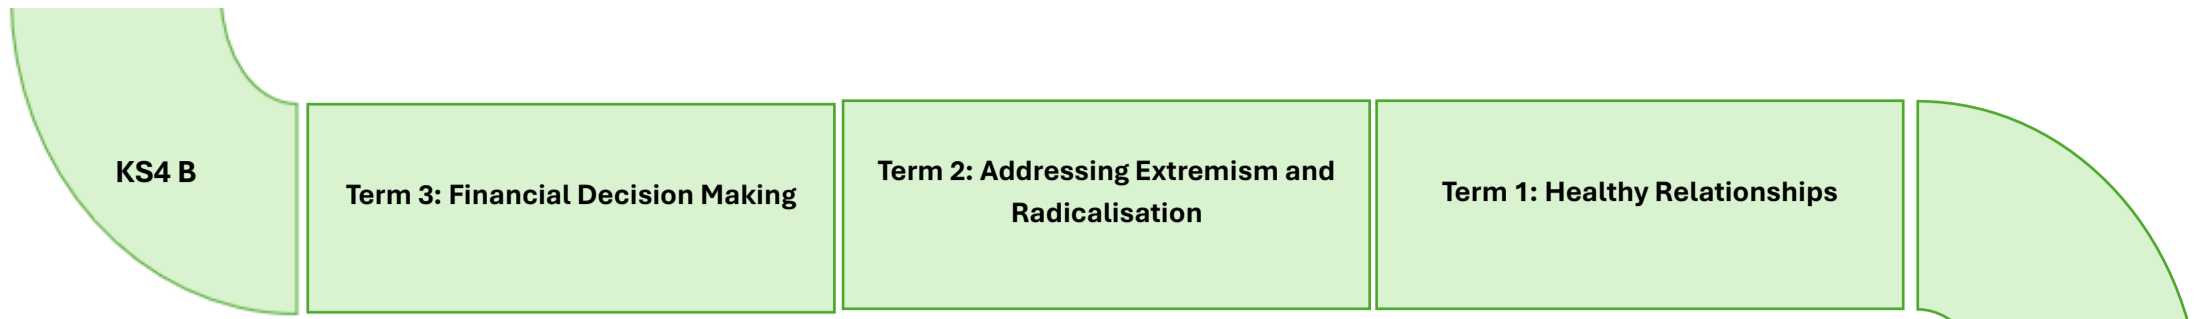 KS4 B
Term 3: Financial Decision Making
Term 2: Addressing Extremism and
Radicalisation
Term 1: Healthy Relationships